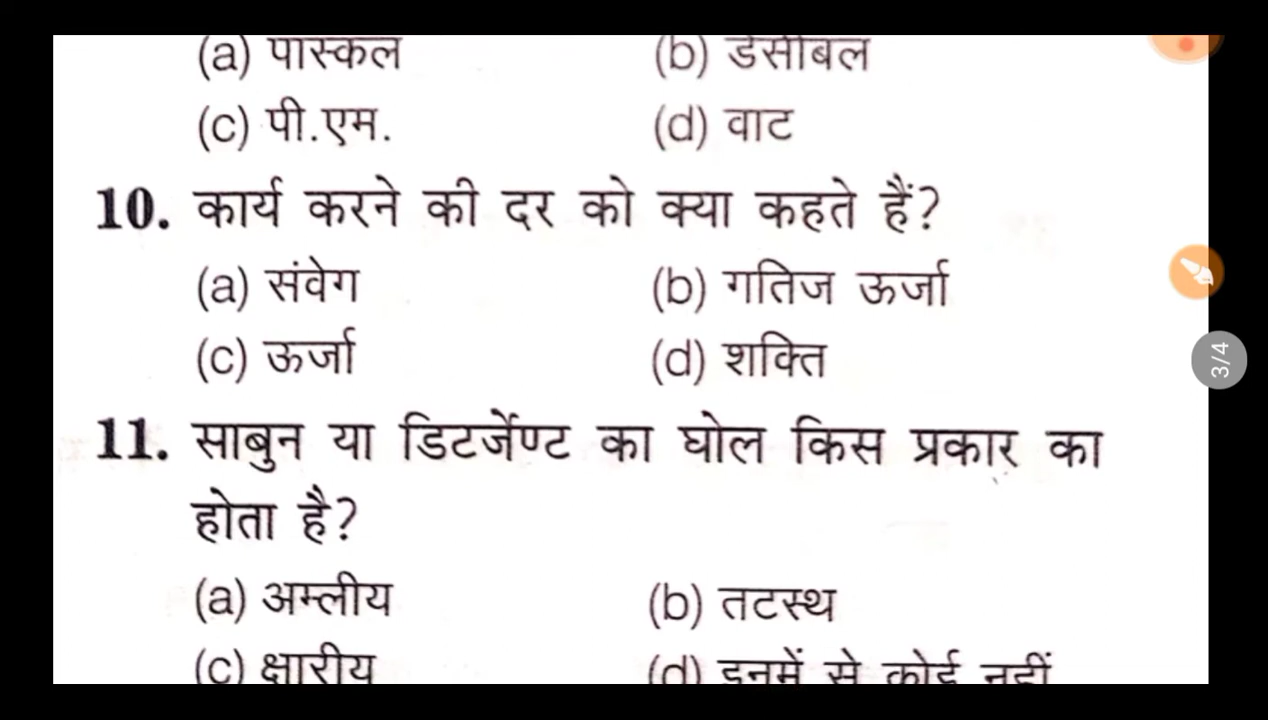 (a) पास्कल (b) डेसीबल
(c) पी.एम. (d) वाट
10. कार्य करने की दर को क्या कहते हैं?
(a) संवेग (b) गतिज ऊर्जा
(c) ऊर्जा (d) शक्ति
11. साबुन या डिटर्जेण्ट का घोल किस प्रकार का
होता है?
(a) अम्लीय (b) तटस्थ
(c) क्षारीय (d) इनमें से कोई नहीं
3/4